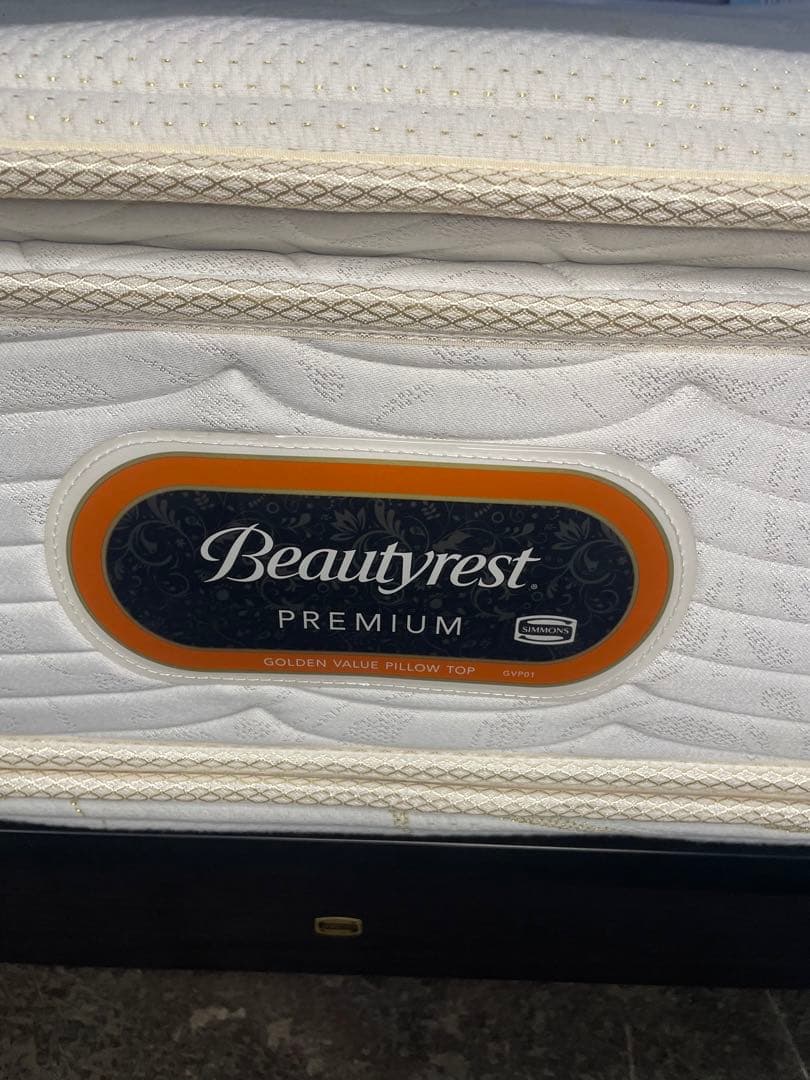 Beautyrest®
PREMIUM
SIMMONS
GOLDEN VALUE PILLOW TOP
GVP01